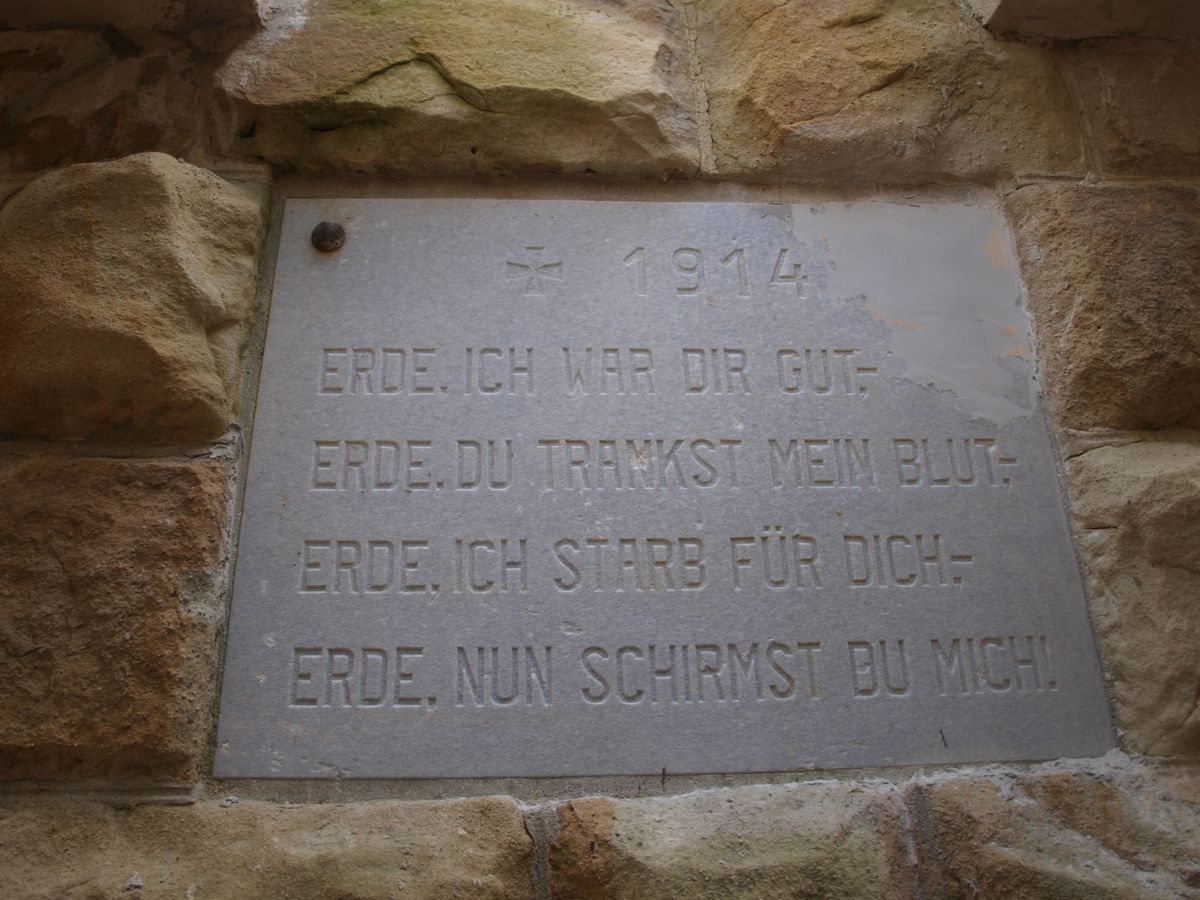 ✠ 1914
ERDE, ICH WAR DIR GUT,-
ERDE, DU TRANKST MEIN BLUT,-
ERDE, ICH STARB FÜR DICH,-
ERDE, NUN SCHIRMST BU MICH!